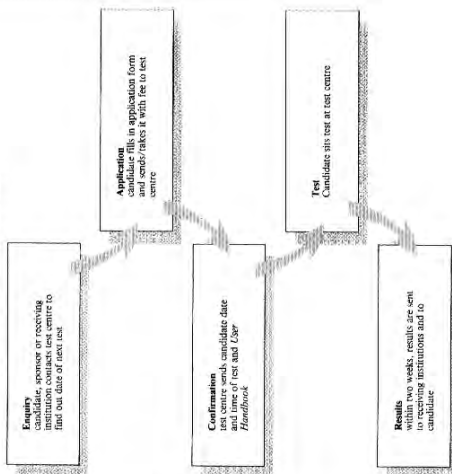 Enquiry
candidate, sponsor or receiving
institution contacts test centre to
find out date of next test
Application
candidate fills in application form
and sends/takes it with fee to test
centre
Confirmation
test centre sends candidate date
and time of test and User
Handbook
Test
Candidate sits test at test centre
Results
within two weeks, results are sent
to receiving institutions and to
candidate